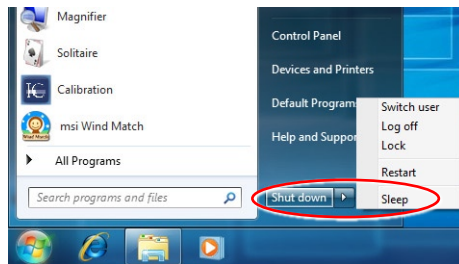 Magnifier
Solitaire
Calibration
msi Wind Match
All Programs
Search programs and files
Control Panel
Devices and Printers
Default Program
Help and Suppor
Shut down
Switch user
Log off
Lock
Restart
Sleep